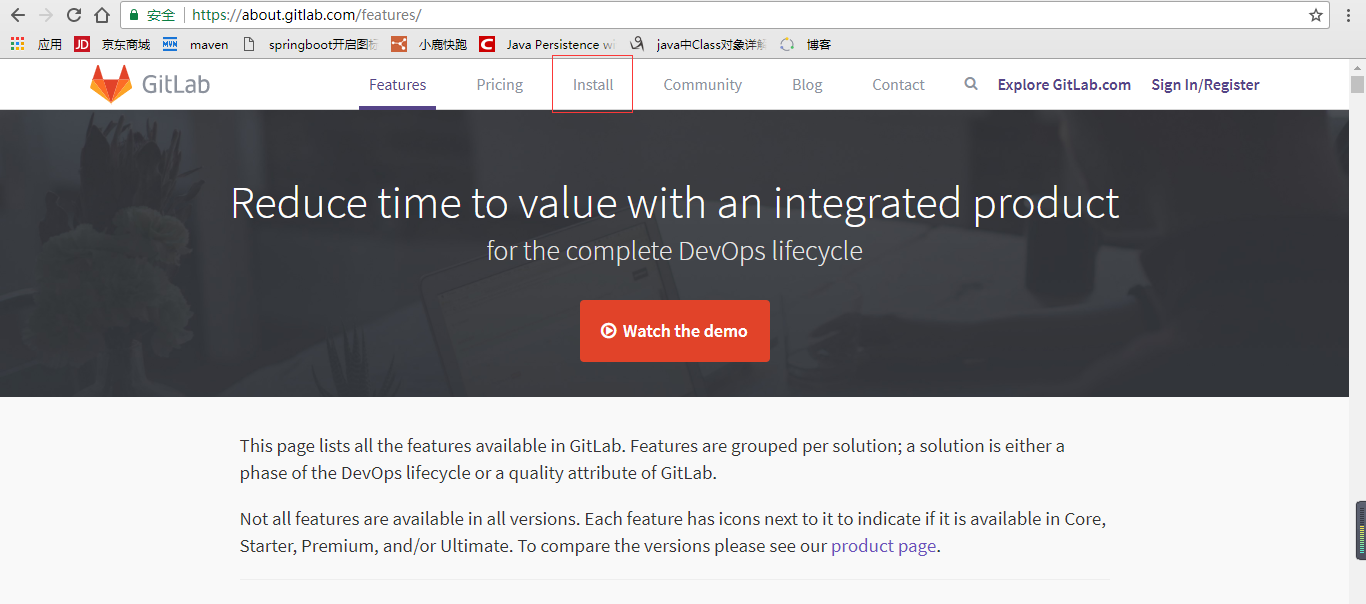 安全 https://about.gitlab.com/features/
应用 京东商城 maven springboot开启图标 小鹿快跑 Java Persistence wi java中Class对象详解 博客
GitLab Features Pricing Install Community Blog Contact Explore GitLab.com Sign In/Register
Reduce time to value with an integrated product
for the complete DevOps lifecycle
Watch the demo
This page lists all the features available in GitLab. Features are grouped per solution; a solution is either a
phase of the DevOps lifecycle or a quality attribute of GitLab.
Not all features are available in all versions. Each feature has icons next to it to indicate if it is available in Core,
Starter, Premium, and/or Ultimate. To compare the versions please see our product page.